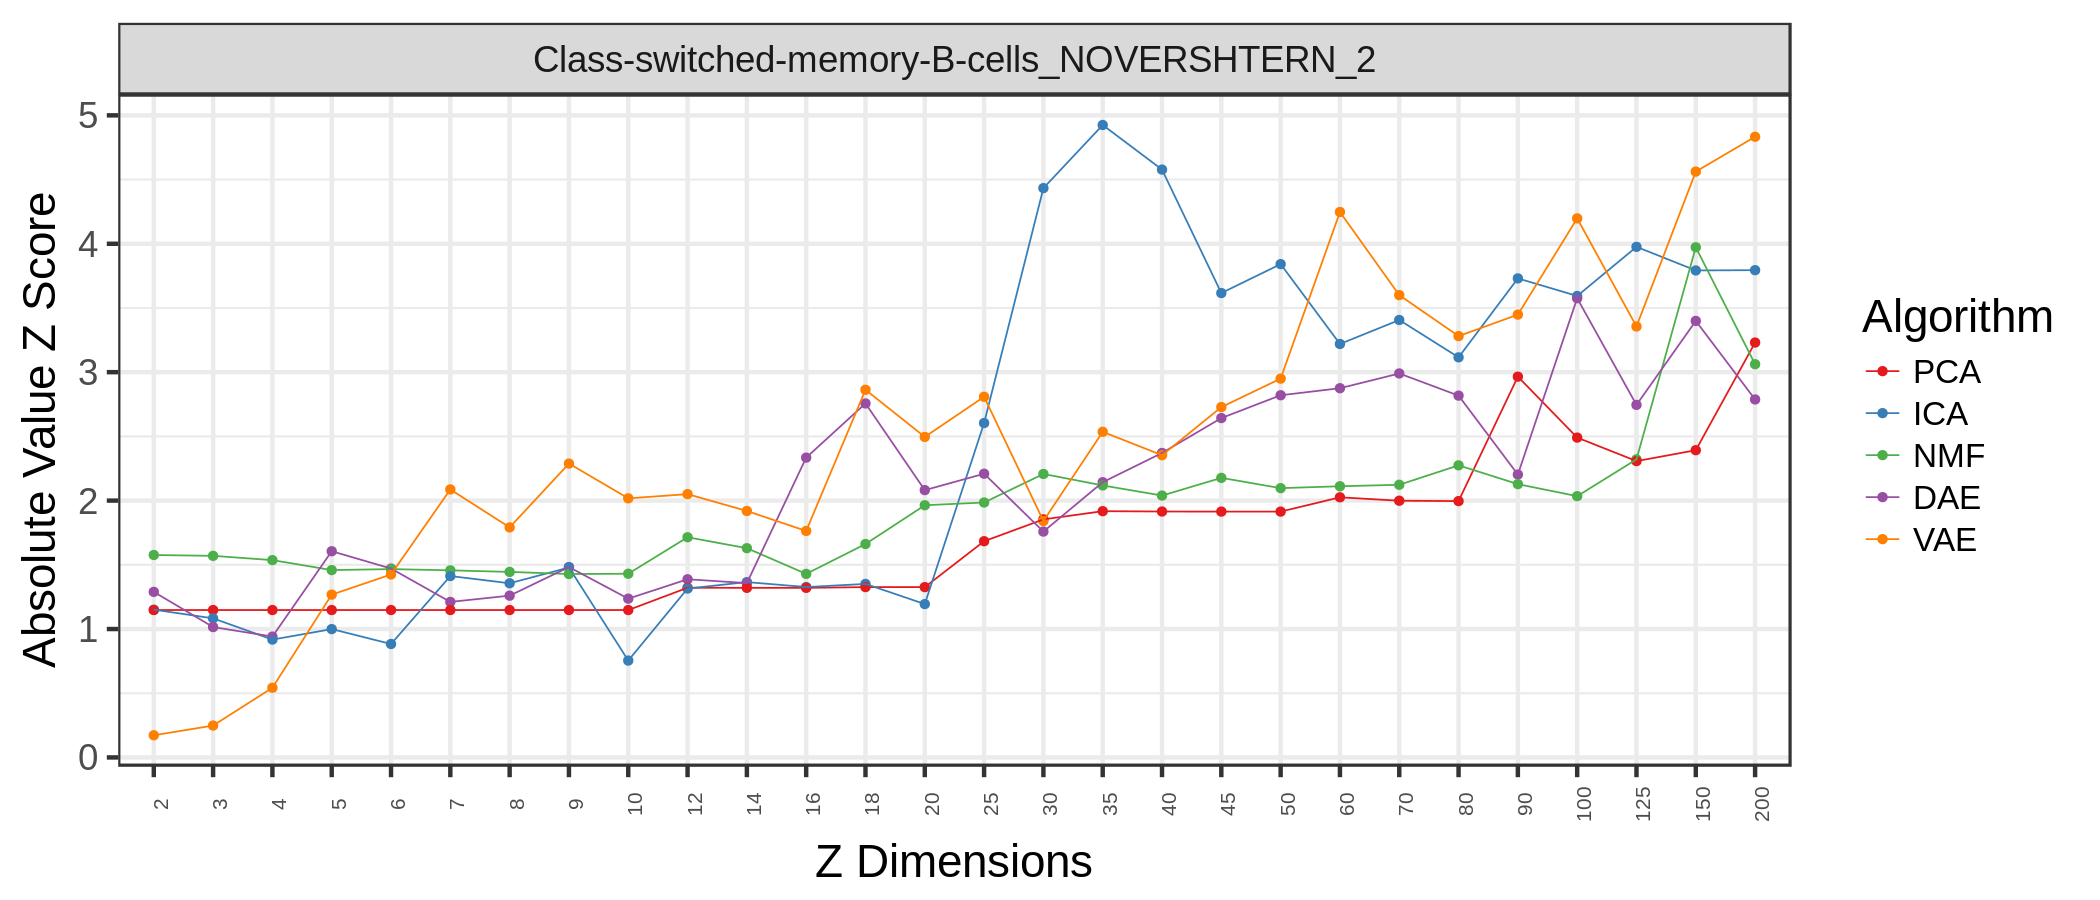 Class-switched-memory-B-cells_NOVERSHTERN_2
Absolute Value Z Score
5
4
3
2
1
0
2 3 4 5 6 7 8 9 10 12 14 16 18 20 25 30 35 40 45 50 60 70 80 90 100 125 150 200
Z Dimensions
Algorithm
PCA
ICA
NMF
DAE
VAE